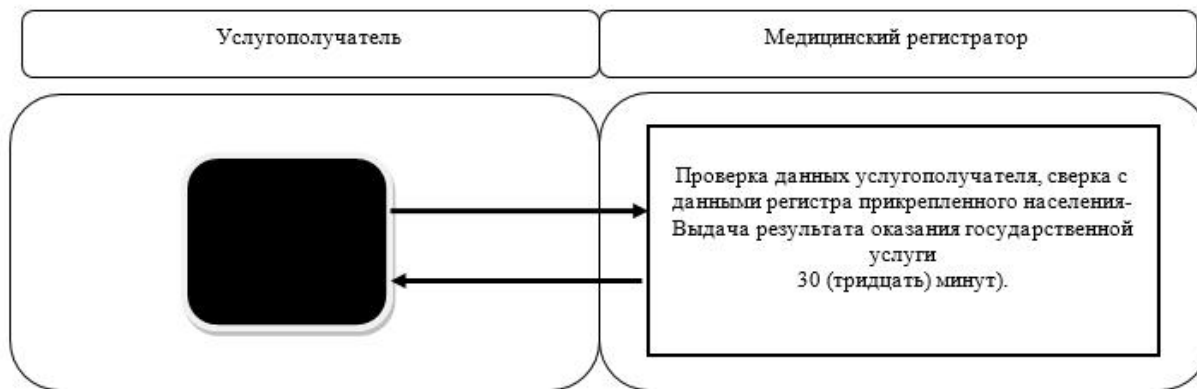 Услугополучатель
Медицинский регистратор
Проверка данных услугополучателя, сверка с
данными регистра прикрепленного населения-
Выдача результата оказания государственной
услуги
30 (тридцать) минут).